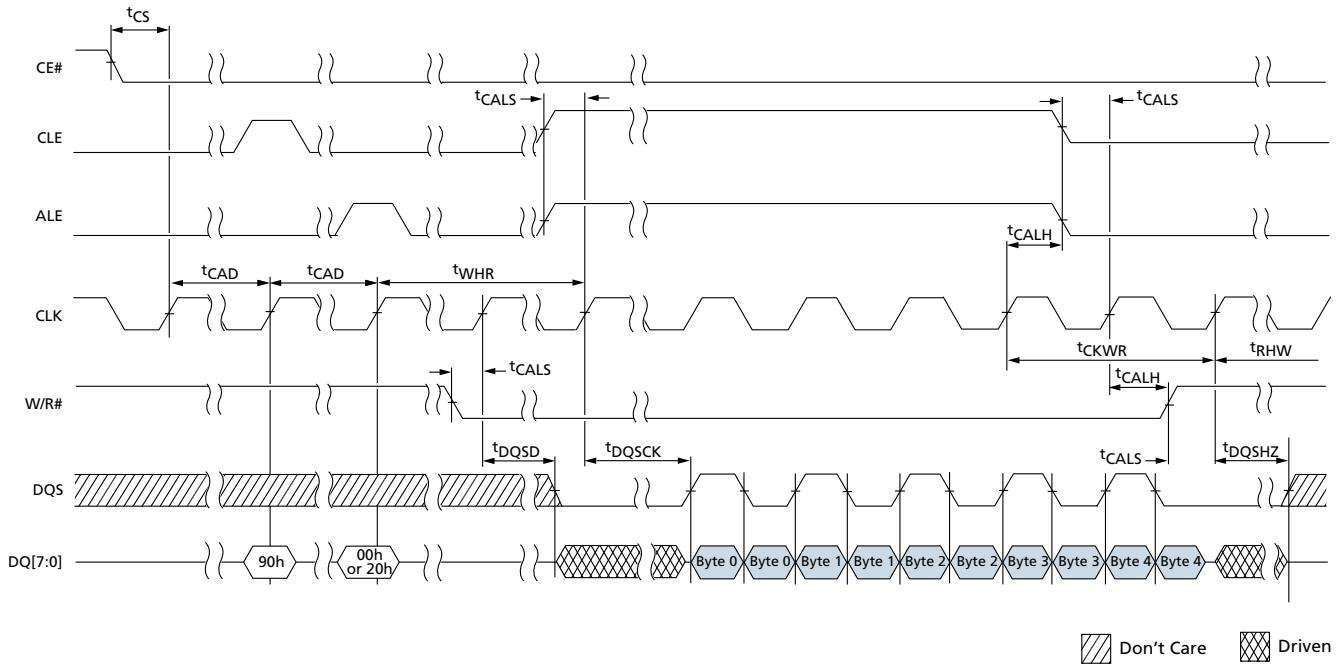 tCS
CE#
tCALS
tCALS
CLE
ALE
tCALH
tCAD
tCAD
tWHR
CLK
tCKWR
tRHW
tCALS
tCALH
W/R#
tDQSD
tDQSCK
tCALS
tDQSHZ
DQS
DQ[7:0]
90h
00h
or 20h
Byte 0
Byte 0
Byte 1
Byte 1
Byte 2
Byte 2
Byte 3
Byte 3
Byte 4
Byte 4
Don't Care
Driven